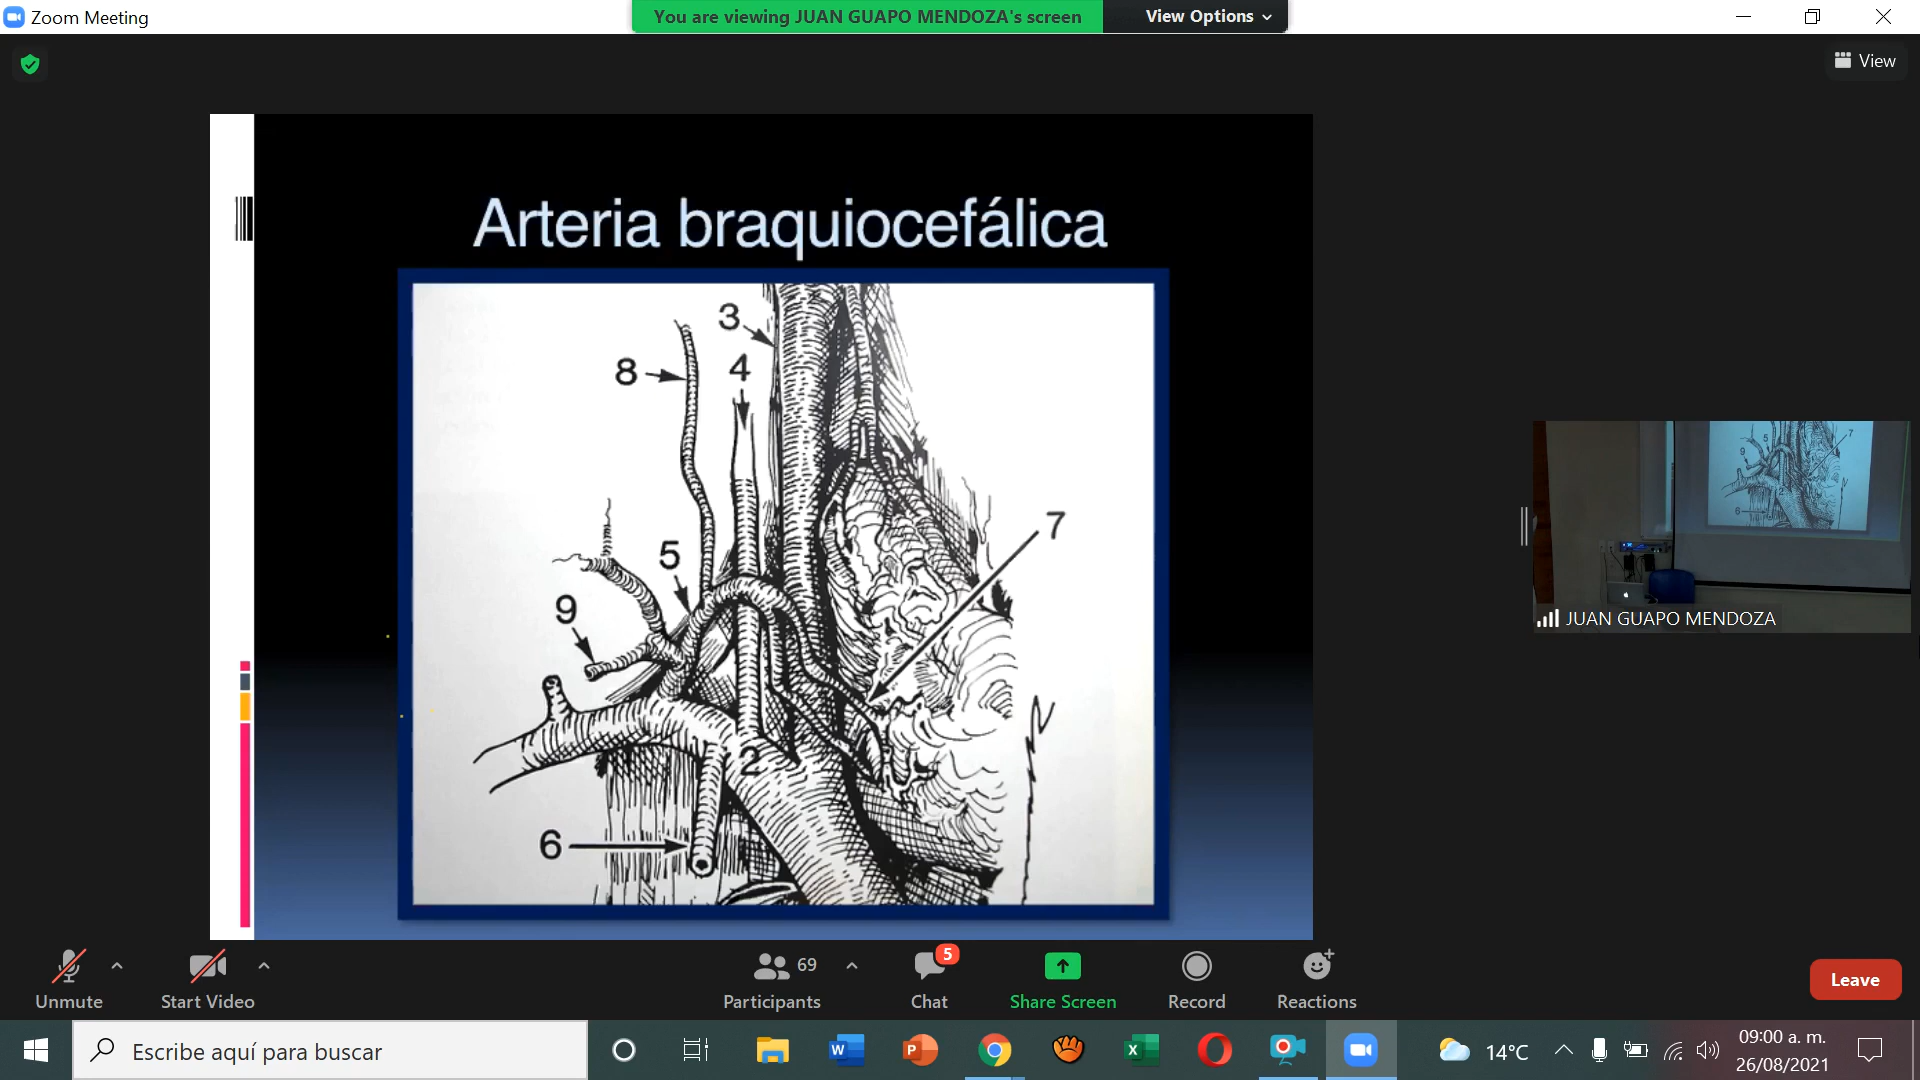 Zoom Meeting
You are viewing JUAN GUAPO MENDOZA's screen
View Options
View
Arteria braquiocefálica
3
8
4
7
5
9
2
6
JUAN GUAPO MENDOZA
Unmute
Start Video
69
Participants
5
Chat
Share Screen
Record
Reactions
Leave
Escribe aquí para buscar
14°C
09:00 a. m.
26/08/2021